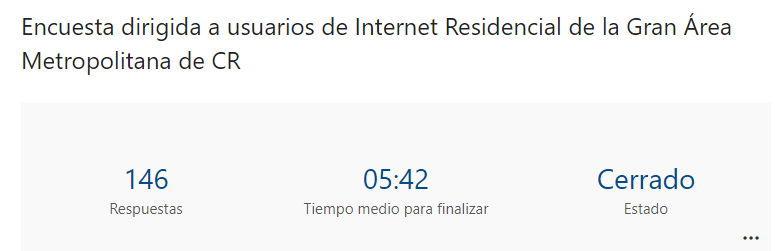 Encuesta dirigida a usuarios de Internet Residencial de la Gran Área
Metropolitana de CR
146
Respuestas
05:42
Tiempo medio para finalizar
Cerrado
Estado
...